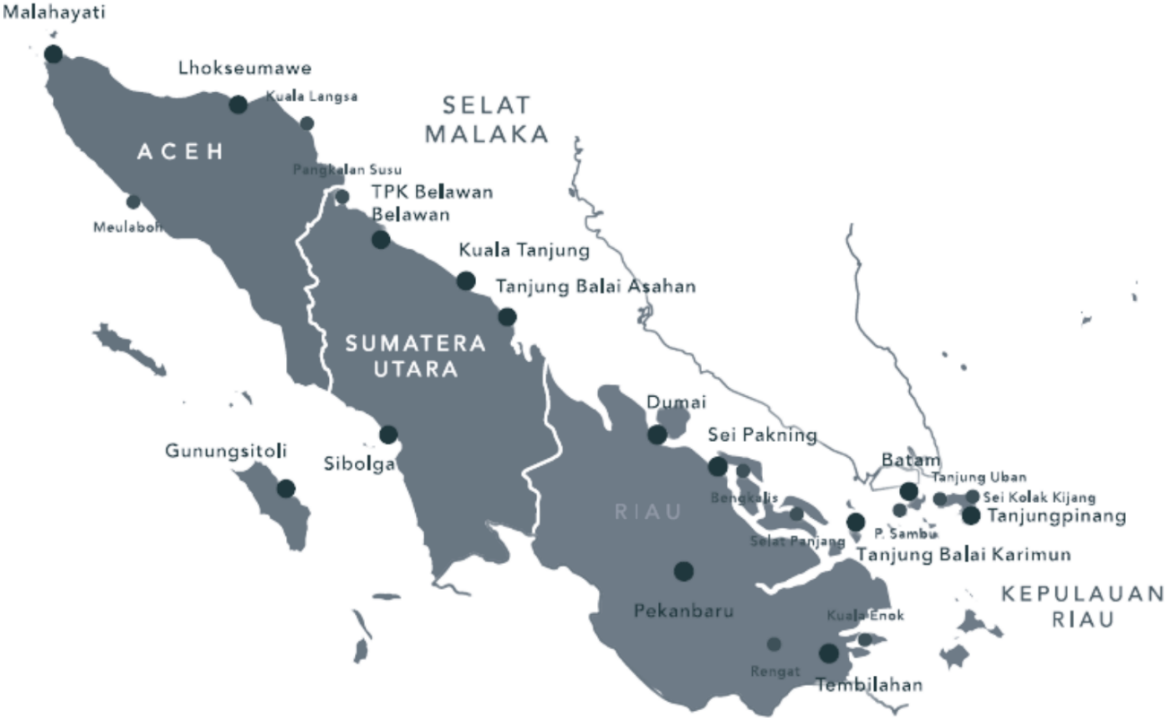 Malahayati
Lhokseumawe
Kuala Langsa
SELAT
MALAKA
ACEH
Pangkalan Susu
TPK Belawan
Belawan
Meulaboh
Kuala Tanjung
Tanjung Balai Asahan
SUMATERA
UTARA
Dumai
Sei Pakning
Gunungsitoli
Sibolga
Batam
Tanjung Uban
Bengkalis
Sei Kolak Kijang
RIAU
Tanjungpinang
P. Sambu
Selat Panjang
Tanjung Balai Karimun
KEPULAUAN
RIAU
Pekanbaru
Kuala Enok
Rengat
Tembilahan